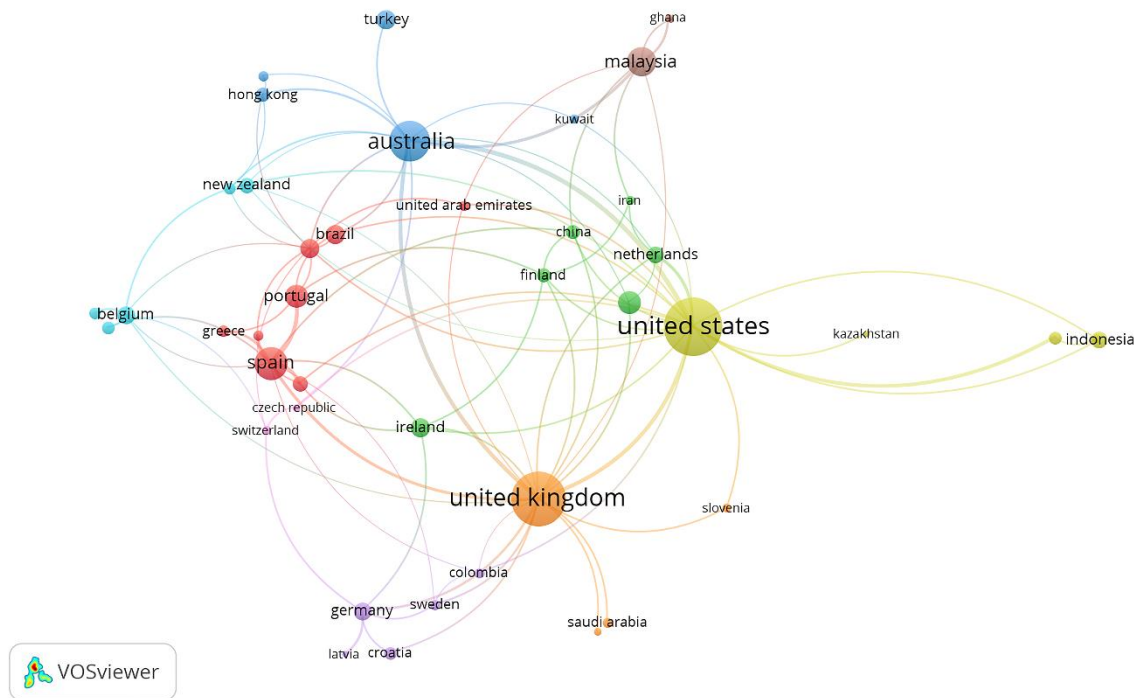 ghana
turkey
malaysia
hong kong
kuwait
australia
new zealand
iran
united arab emirates
china
brazil
netherlands
finland
portugal
belgium
united states
greece
kazakhstan
indonesia
spain
czech republic
switzerland
ireland
united kingdom
slovenia
colombia
sweden
germany
saudi arabia
latvia
croatia
VOSviewer